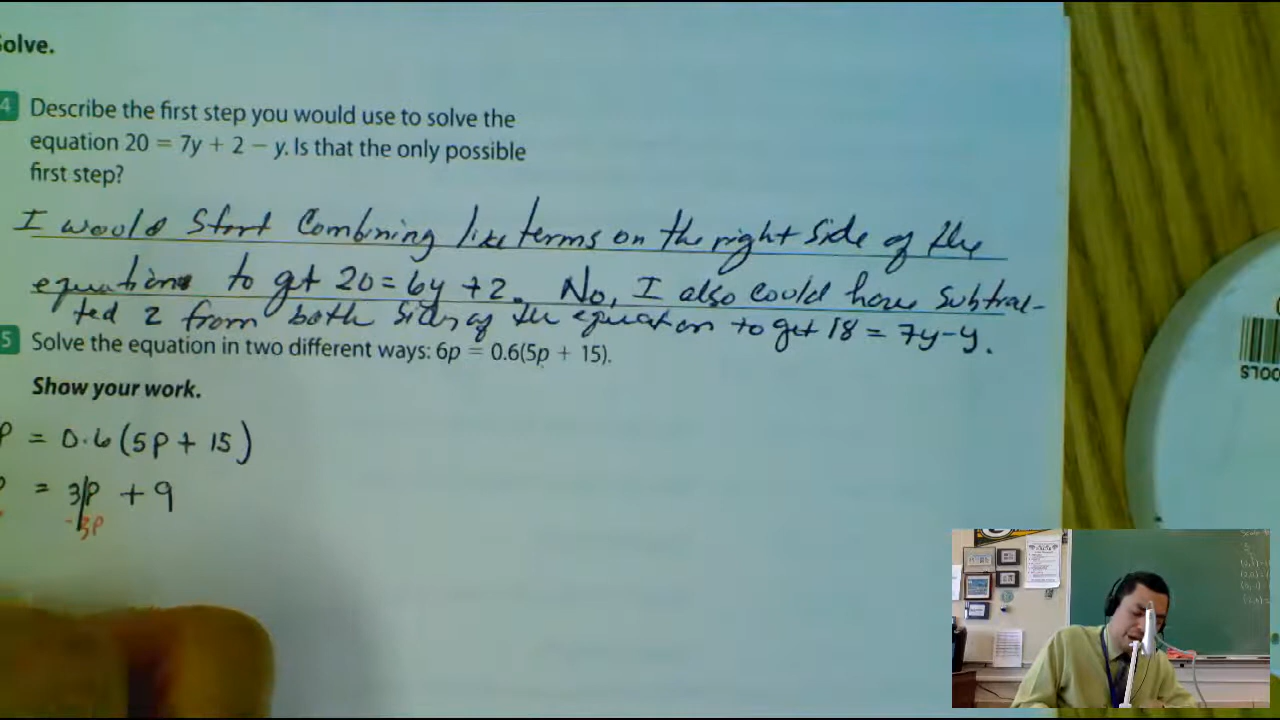 olve.
4 Describe the first step you would use to solve the
equation 20 = 7y + 2 − y. Is that the only possible
first step?
I would Start Combining like terms on the right Side of the
equation to get 20 = 6y + 2. No, I also could have Subtrac-
ted 2 from both Sides of the equation to get 18 = 7y - y.
5 Solve the equation in two different ways: 6p = 0.6(5p + 15).
Show your work.
P = 0.6 (5P + 15)
= 3P + 9
-3P